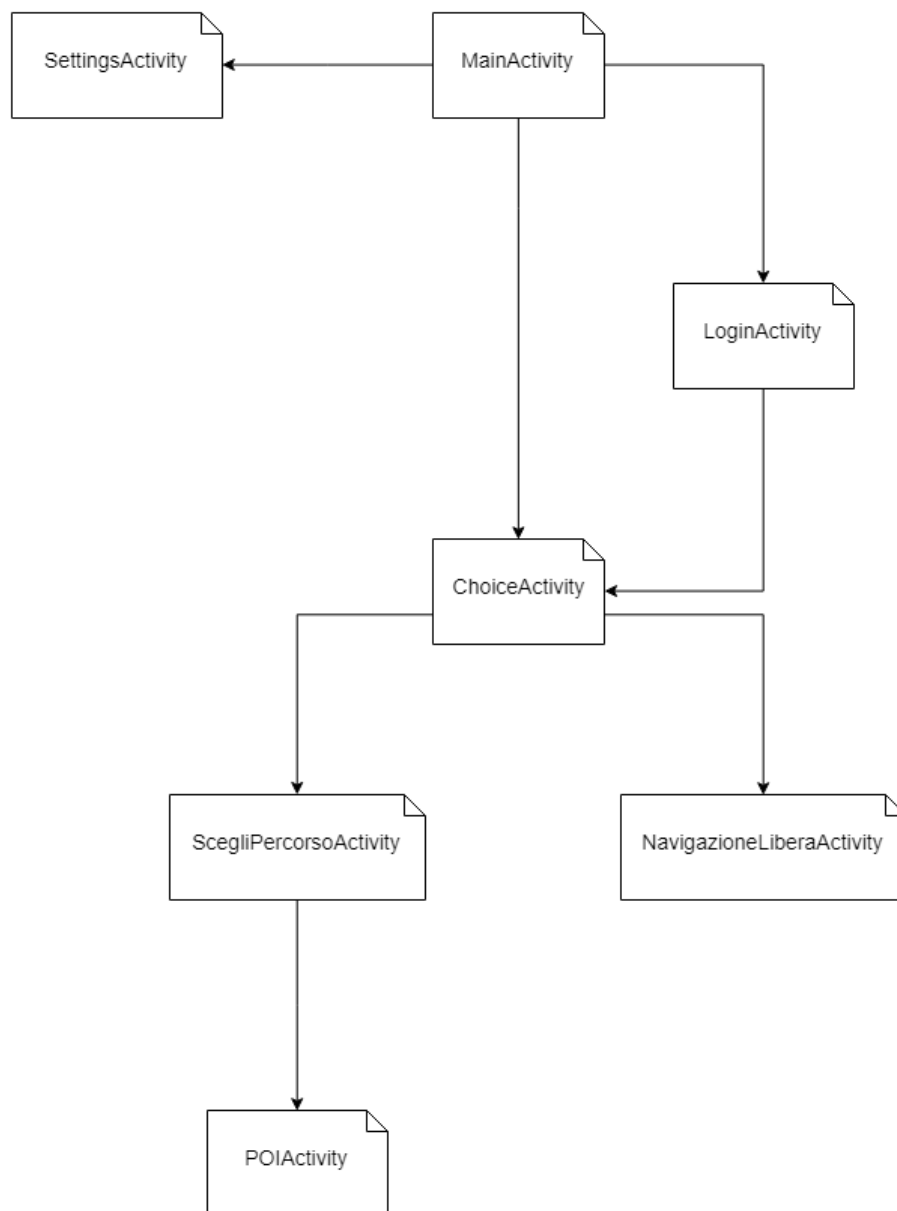 SettingsActivity
MainActivity
LoginActivity
ChoiceActivity
ScegliPercorsoActivity
NavigazioneLiberaActivity
POIActivity